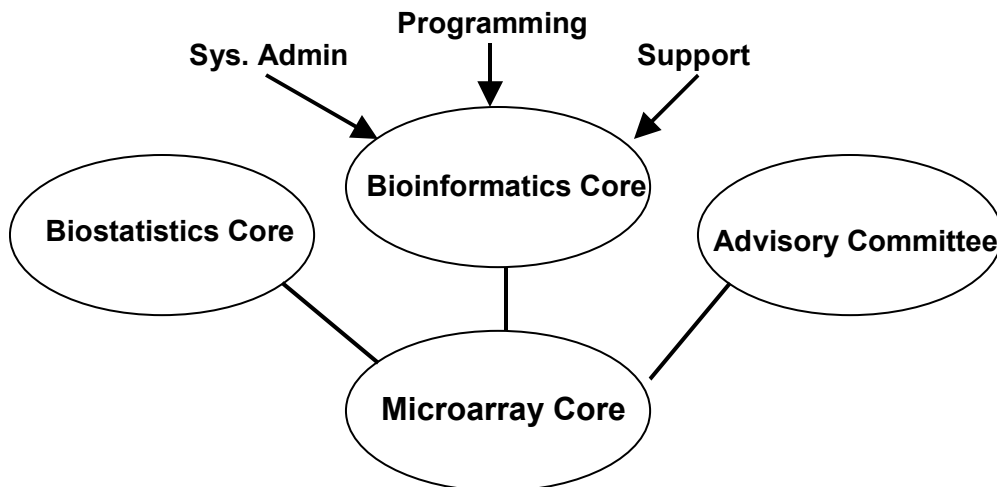 Programming
Sys. Admin
Support
Bioinformatics Core
Biostatistics Core
Advisory Committee
Microarray Core